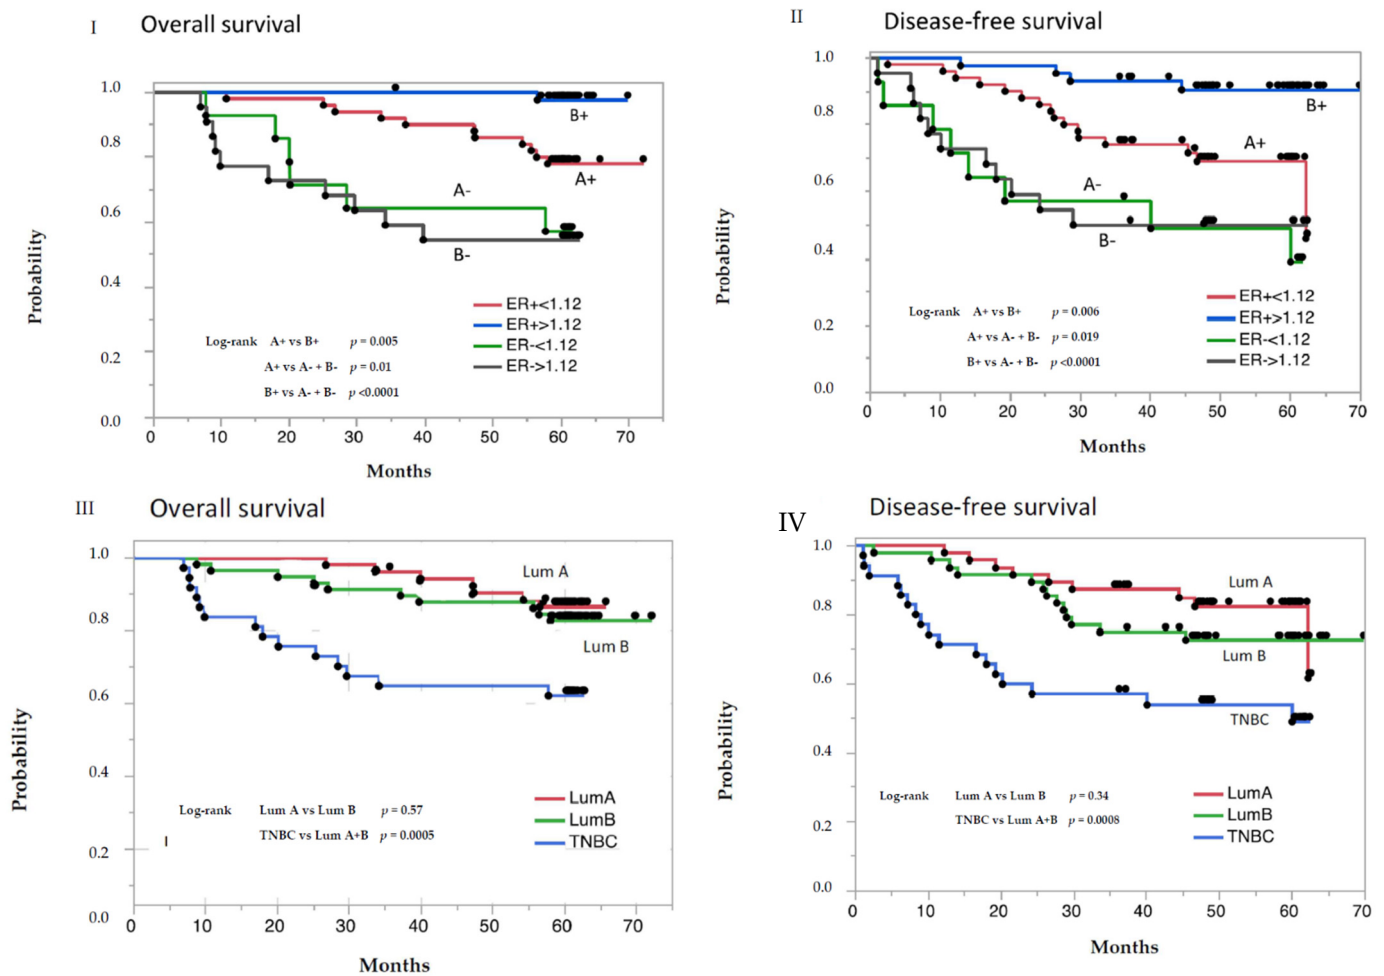 I Overall survival
1.0
0.8
0.6
0.4
0.2
0.0
Probability
B+
A+
A-
B-
ER+<1.12
ER+>1.12
ER-<1.12
ER->1.12
Log-rank A+ vs B+ p = 0.005
A+ vs A- + B- p = 0.01
B+ vs A- + B- p <0.0001
0 10 20 30 40 50 60 70
Months
II Disease-free survival
1.0
0.8
0.6
0.4
0.2
0.0
Probability
B+
A+
A-
B-
ER+<1.12
ER+>1.12
ER-<1.12
ER->1.12
Log-rank A+ vs B+ p = 0.006
A+ vs A- + B- p = 0.019
B+ vs A- + B- p <0.0001
0 10 20 30 40 50 60 70
Months
III Overall survival
1.0
0.8
0.6
0.4
0.2
0.0
Probability
Lum A
Lum B
LumA
LumB
TNBC
Log-rank Lum A vs Lum B p = 0.57
TNBC vs Lum A+B p = 0.0005
I
0 10 20 30 40 50 60 70
Months
IV Disease-free survival
1.0
0.8
0.6
0.4
0.2
0.0
Probability
Lum A
Lum B
TNBC
LumA
LumB
TNBC
Log-rank Lum A vs Lum B p = 0.34
TNBC vs Lum A+B p = 0.0008
0 10 20 30 40 50 60 70
Months